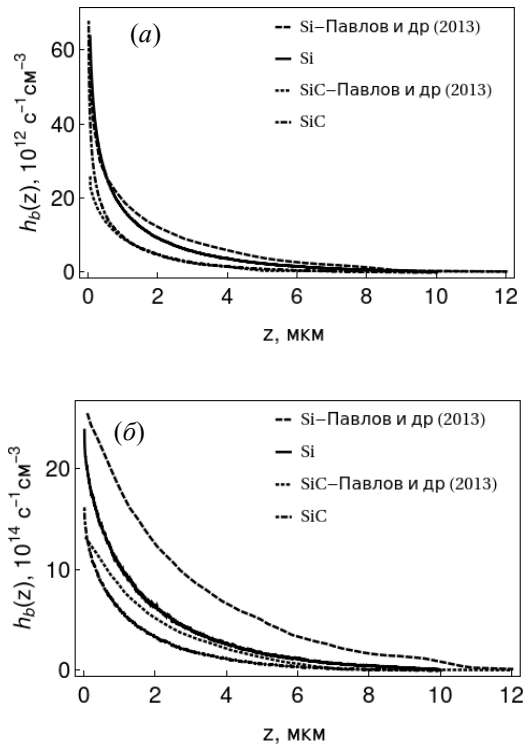 (а)
Si–Павлов и др (2013)
Si
SiC–Павлов и др (2013)
SiC
60
40
20
0
h_b(z), 10^12 с^−1см^−3
0 2 4 6 8 10 12
z, мкм
(б)
Si–Павлов и др (2013)
Si
SiC–Павлов и др (2013)
SiC
20
10
0
h_b(z), 10^14 с^−1см^−3
0 2 4 6 8 10 12
z, мкм